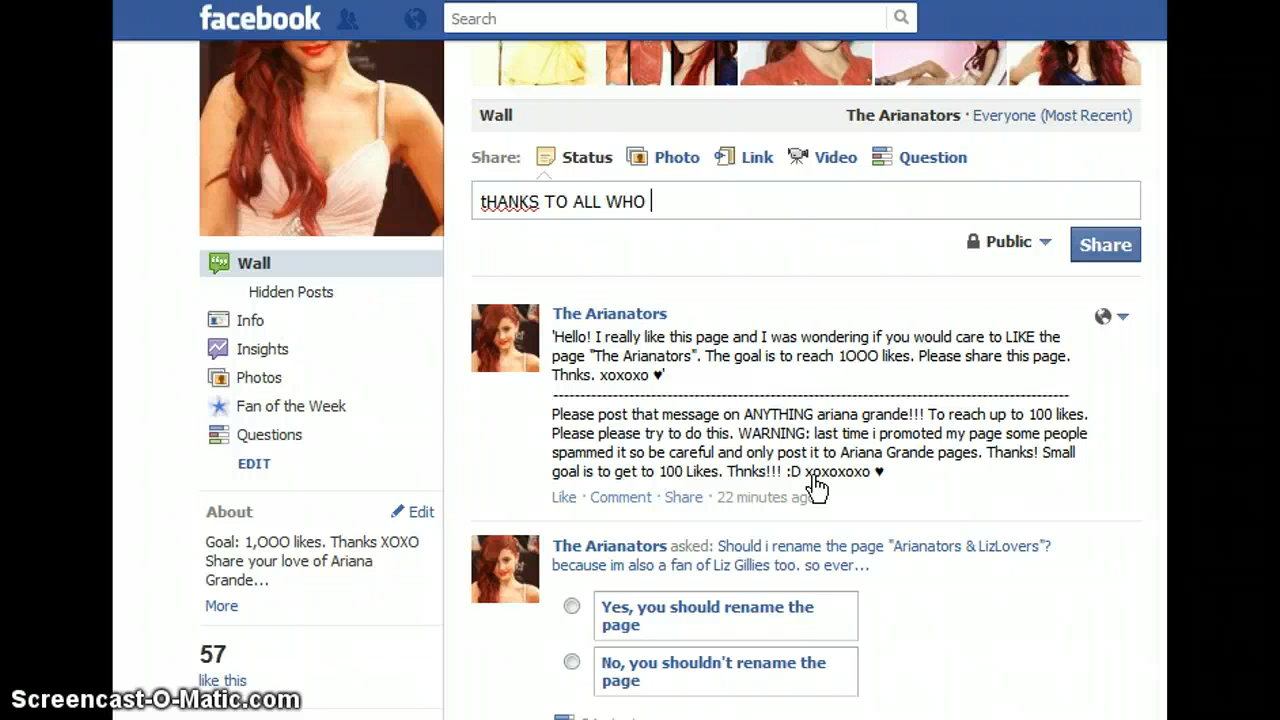 facebook
Search
Wall
The Arianators · Everyone (Most Recent)
Share: Status Photo Link Video Question
tHANKS TO ALL WHO
Public
Share
Wall
Hidden Posts
Info
Insights
Photos
Fan of the Week
Questions
EDIT
About
Edit
Goal: 1,OOO likes. Thanks XOXO
Share your love of Ariana
Grande...
More
57
like this
The Arianators
'Hello! I really like this page and I was wondering if you would care to LIKE the
page "The Arianators". The goal is to reach 1OOO likes. Please share this page.
Thnks. xoxoxo ♥'
Please post that message on ANYTHING ariana grande!!! To reach up to 100 likes.
Please please try to do this. WARNING: last time i promoted my page some people
spammed it so be careful and only post it to Ariana Grande pages. Thanks! Small
goal is to get to 100 Likes. Thnks!!! :D xoxoxoxo ♥
Like · Comment · Share · 22 minutes ago
The Arianators asked: Should i rename the page "Arianators & LizLovers"?
because im also a fan of Liz Gillies too. so ever...
Yes, you should rename the
page
No, you shouldn't rename the
page
Screencast-O-Matic.com